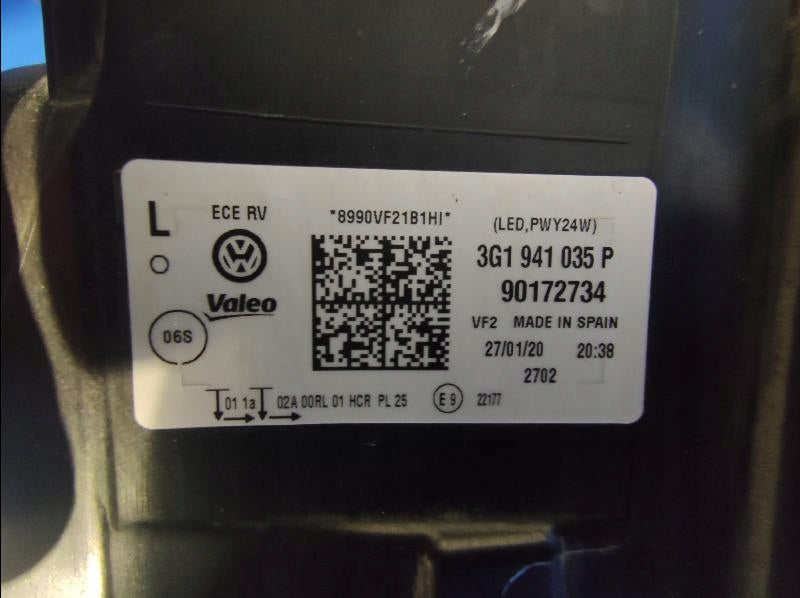 L
ECE RV
*8990VF21B1HI*
(LED,PWY24W)
3G1 941 035 P
90172734
Valeo
VF2 MADE IN SPAIN
06S
27/01/20 20:38
2702
01 1a 02A 00RL 01 HCR PL 25 E9 22177